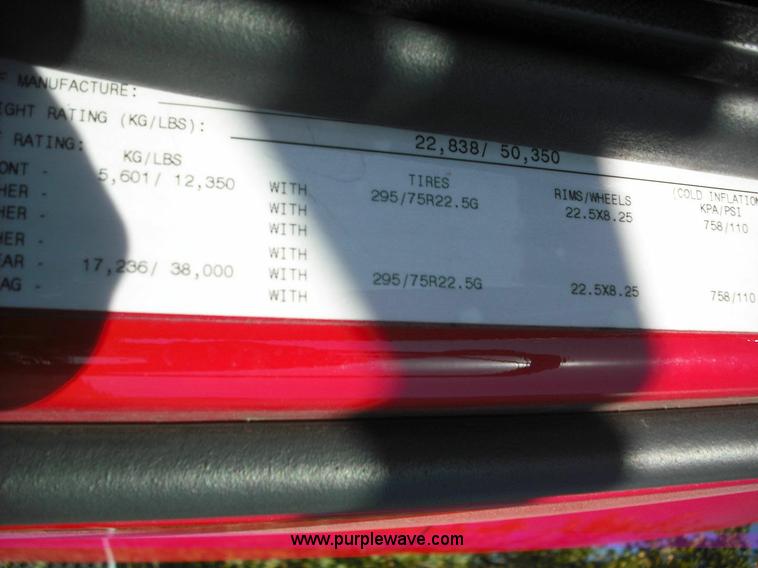 F MANUFACTURE:
IGHT RATING (KG/LBS): 22,838/ 50,350
T RATING: KG/LBS TIRES RIMS/WHEELS (COLD INFLATION
ONT - 5,601/ 12,350 WITH 295/75R22.5G 22.5X8.25 KPA/PSI 758/110
HER - WITH
HER - WITH
HER - WITH
EAR - 17,236/ 38,000 WITH 295/75R22.5G 22.5X8.25 758/110
AG - WITH
www.purplewave.com